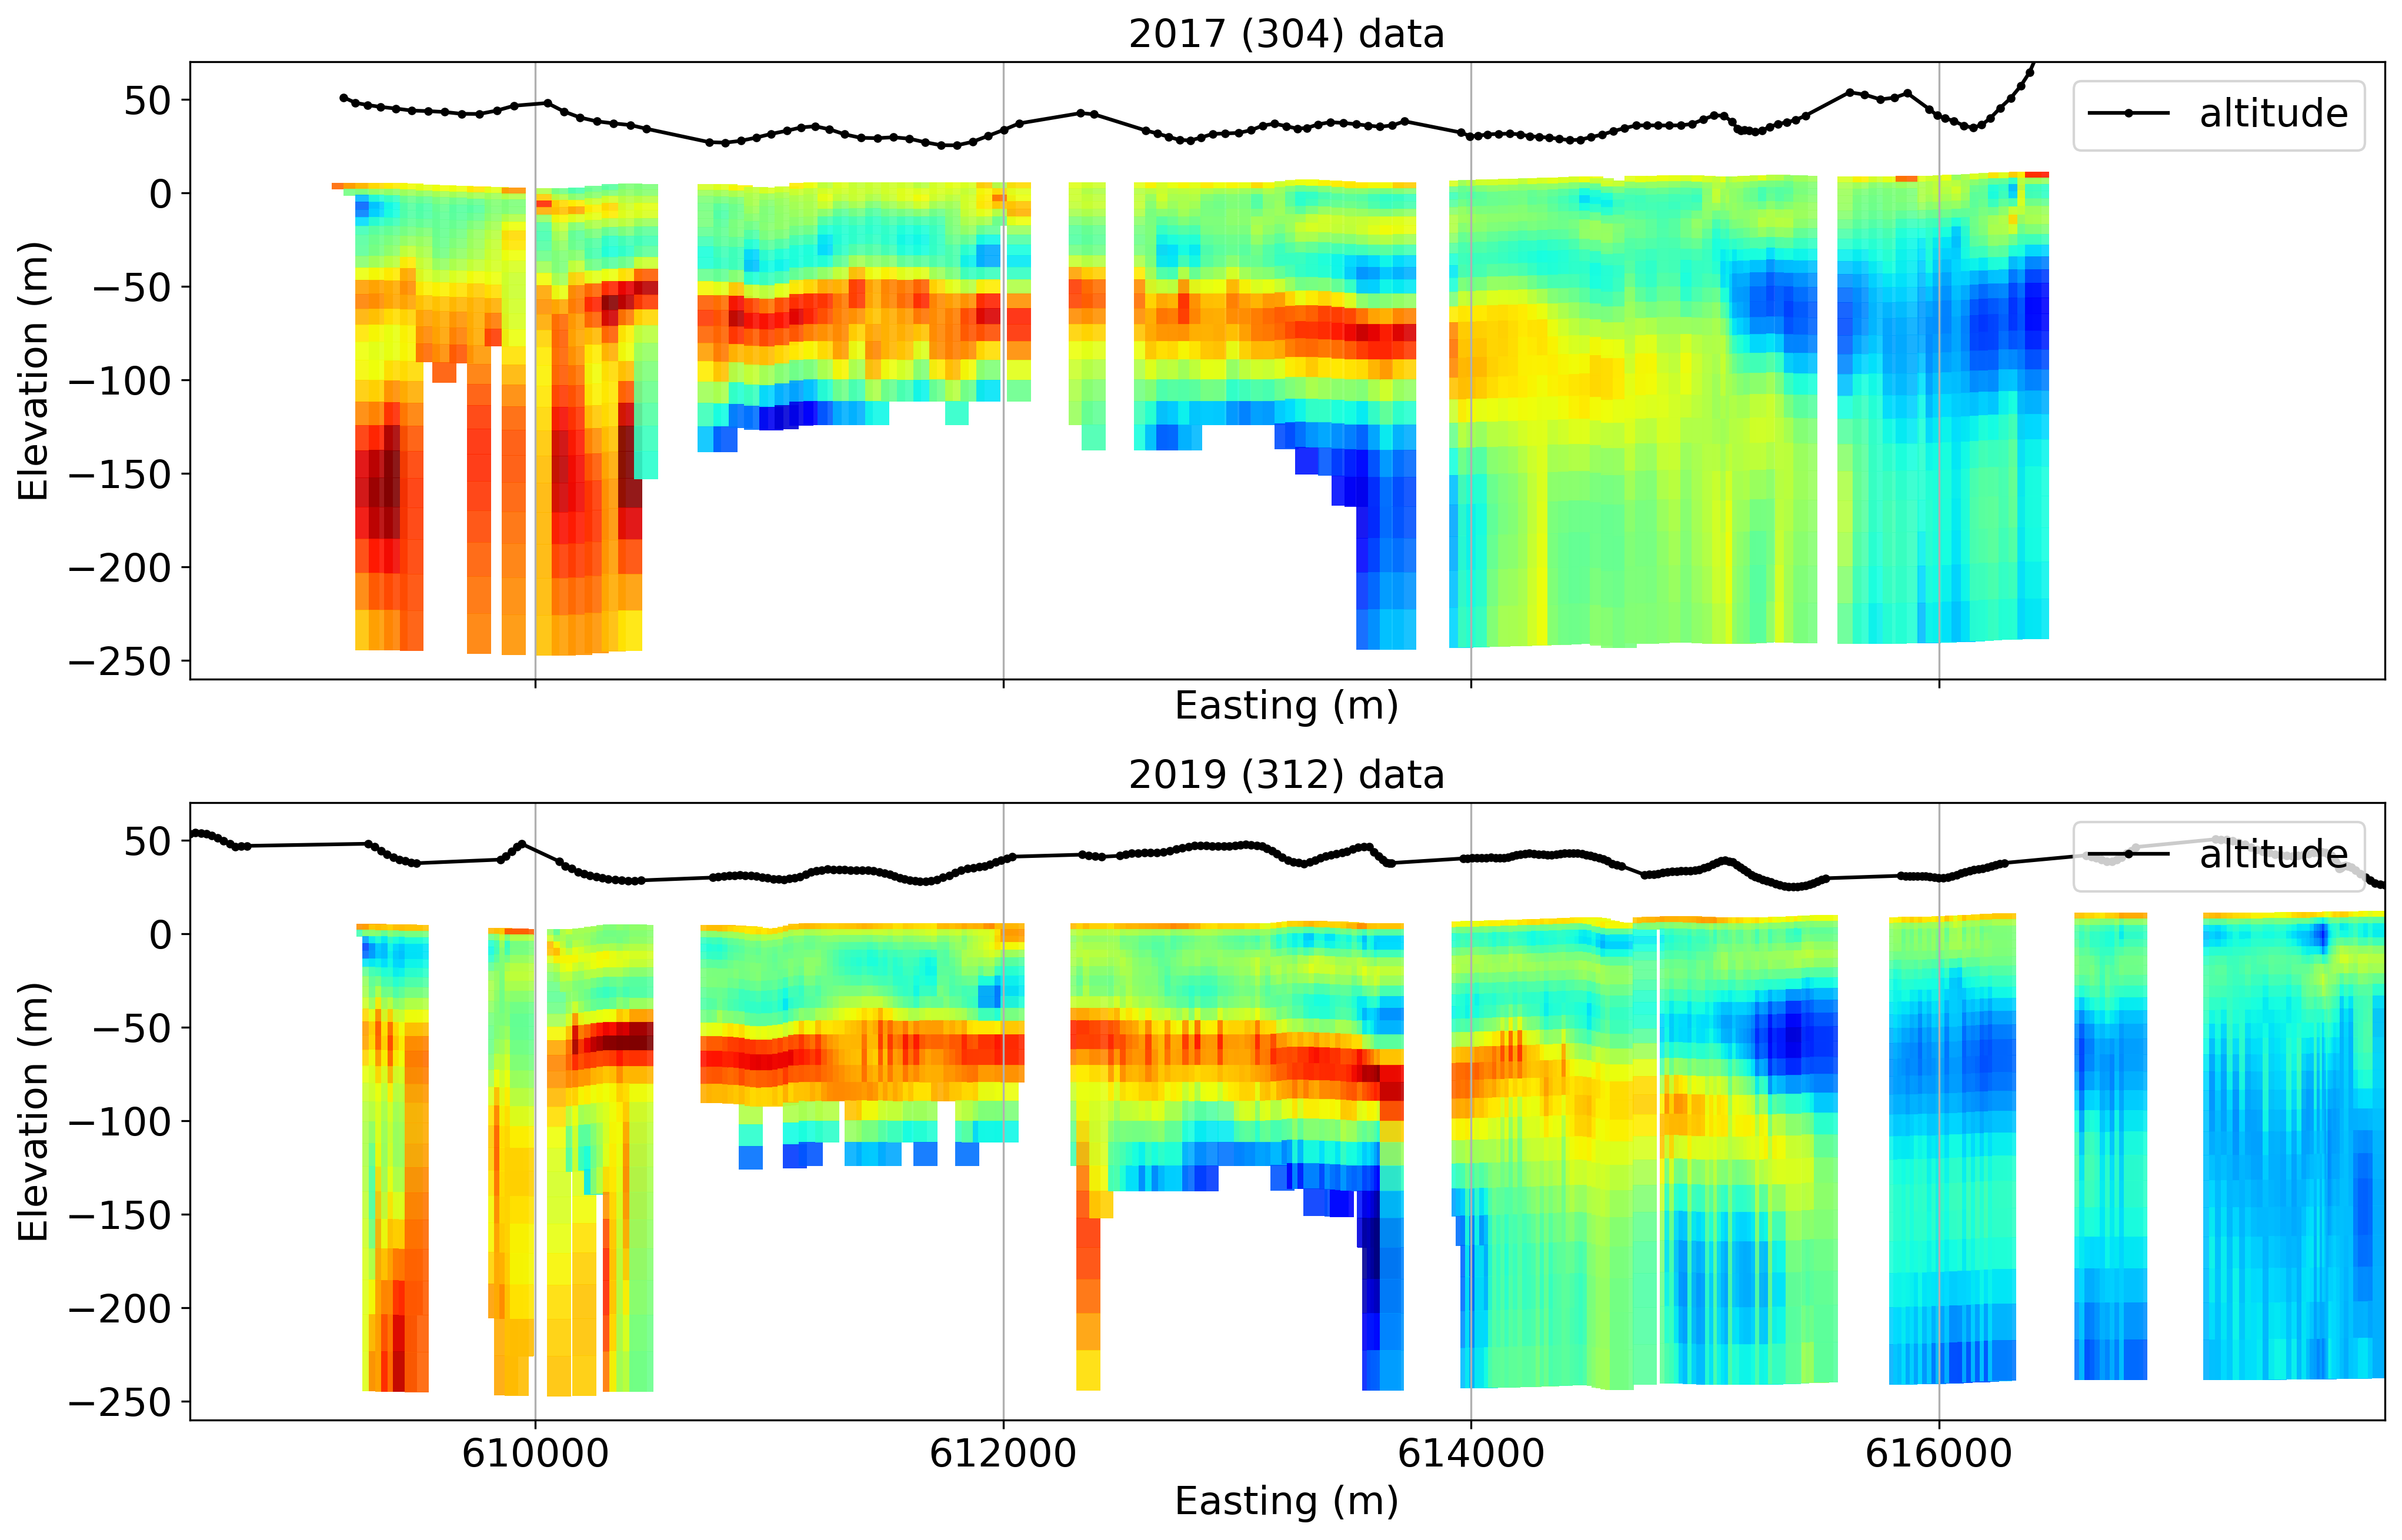 2017 (304) data
altitude
50
0
−50
−100
−150
−200
−250
Elevation (m)
Easting (m)
2019 (312) data
altitude
50
0
−50
−100
−150
−200
−250
Elevation (m)
610000 612000 614000 616000
Easting (m)